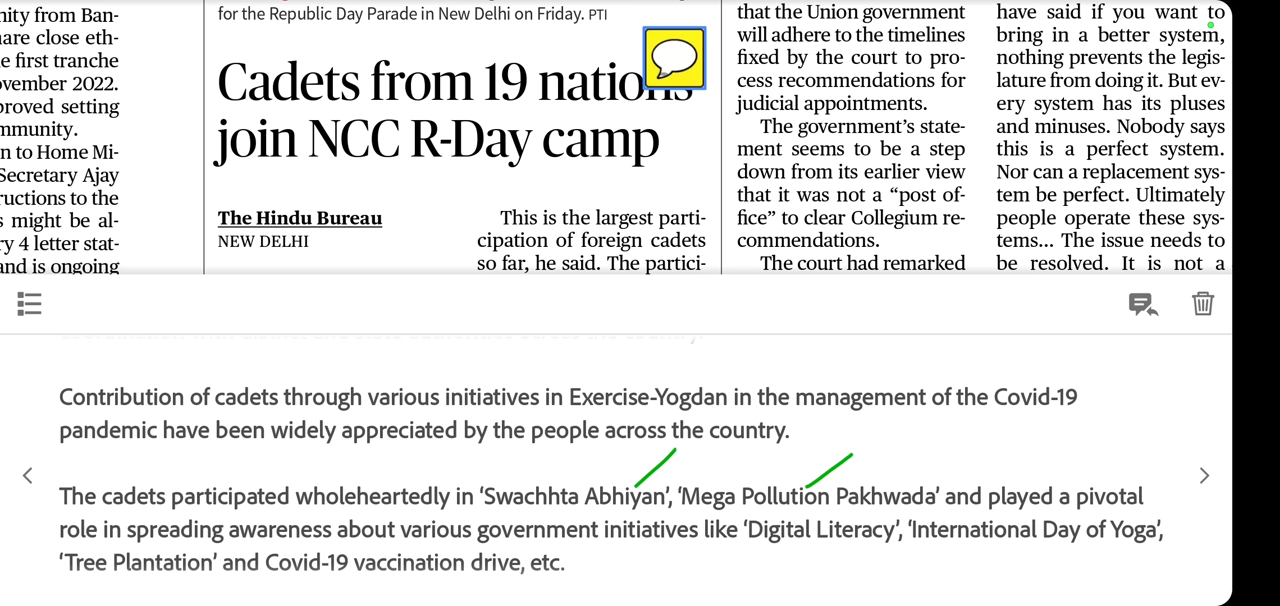 nity from Ban-
are close eth-
e first tranche
vember 2022.
proved setting
mmunity.
n to Home Mi-
Secretary Ajay
ructions to the
s might be al-
ry 4 letter stat-
and is ongoing
for the Republic Day Parade in New Delhi on Friday. PTI
Cadets from 19 nations
join NCC R-Day camp
The Hindu Bureau
NEW DELHI
This is the largest parti-
cipation of foreign cadets
so far, he said. The partici-
that the Union government
will adhere to the timelines
fixed by the court to pro-
cess recommendations for
judicial appointments.
The government’s state-
ment seems to be a step
down from its earlier view
that it was not a “post of-
fice” to clear Collegium re-
commendations.
The court had remarked
have said if you want to
bring in a better system,
nothing prevents the legis-
lature from doing it. But ev-
ery system has its pluses
and minuses. Nobody says
this is a perfect system.
Nor can a replacement sys-
tem be perfect. Ultimately
people operate these sys-
tems... The issue needs to
be resolved. It is not a
Contribution of cadets through various initiatives in Exercise-Yogdan in the management of the Covid-19
pandemic have been widely appreciated by the people across the country.
The cadets participated wholeheartedly in ‘Swachhta Abhiyan’, ‘Mega Pollution Pakhwada’ and played a pivotal
role in spreading awareness about various government initiatives like ‘Digital Literacy’, ‘International Day of Yoga’,
‘Tree Plantation’ and Covid-19 vaccination drive, etc.